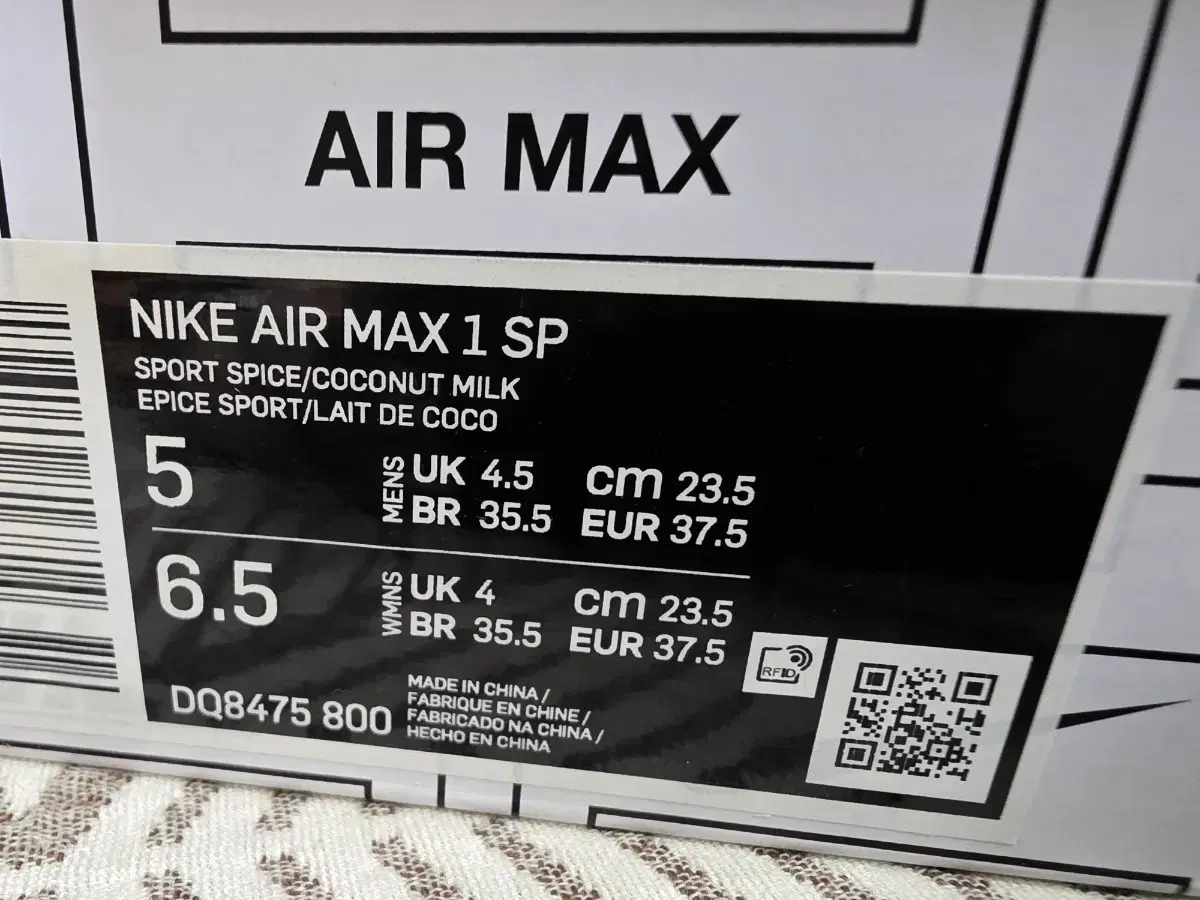 AIR MAX
NIKE AIR MAX 1 SP
SPORT SPICE/COCONUT MILK
EPICE SPORT/LAIT DE COCO
5
MENS
UK 4.5 cm 23.5
BR 35.5 EUR 37.5
6.5
WMNS
UK 4 cm 23.5
BR 35.5 EUR 37.5
RFID
DQ8475 800
MADE IN CHINA /
FABRIQUE EN CHINE /
FABRICADO NA CHINA /
HECHO EN CHINA